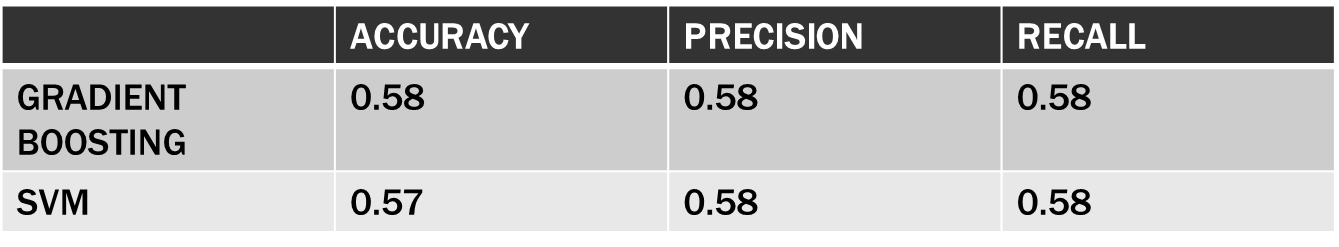 ACCURACY PRECISION RECALL
GRADIENT 0.58 0.58 0.58
BOOSTING
SVM 0.57 0.58 0.58